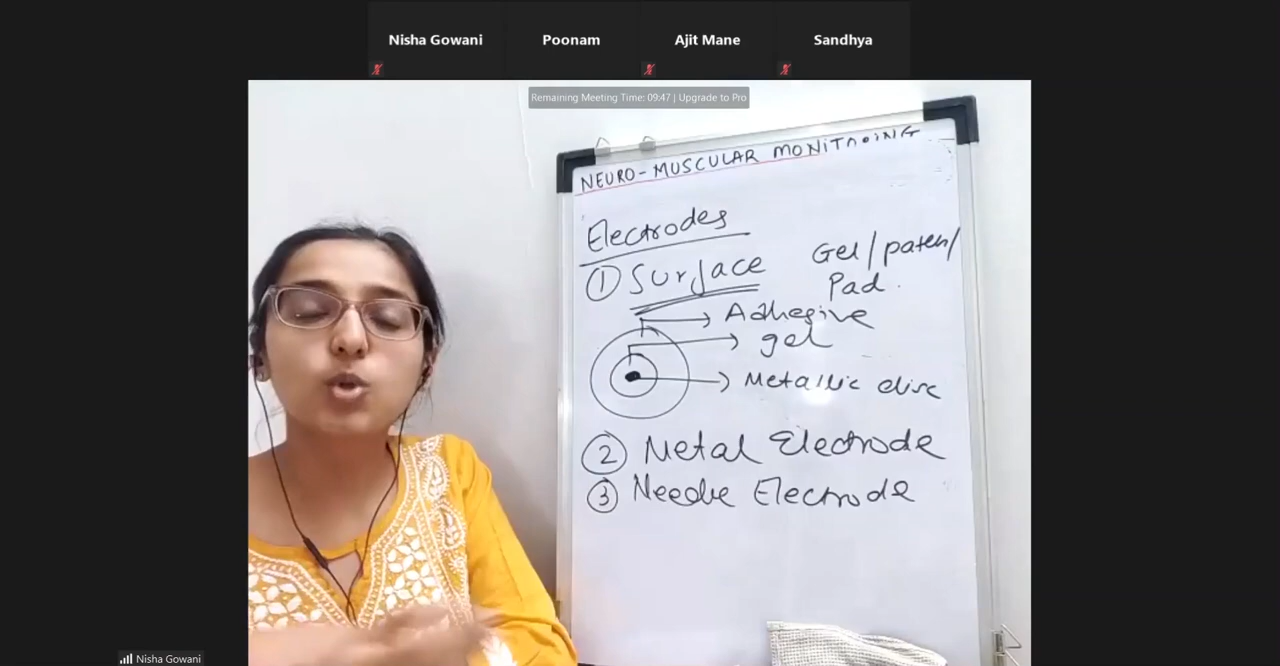 Nisha Gowani
Poonam
Ajit Mane
Sandhya
Remaining Meeting Time: 09:47 | Upgrade to Pro
NEURO-MUSCULAR MONITORING
Electrodes
① Surface
Gel/patch/
Pad.
Adhesive
gel
Metallic disc
② Metal Electrode
③ Needle Electrode
Nisha Gowani